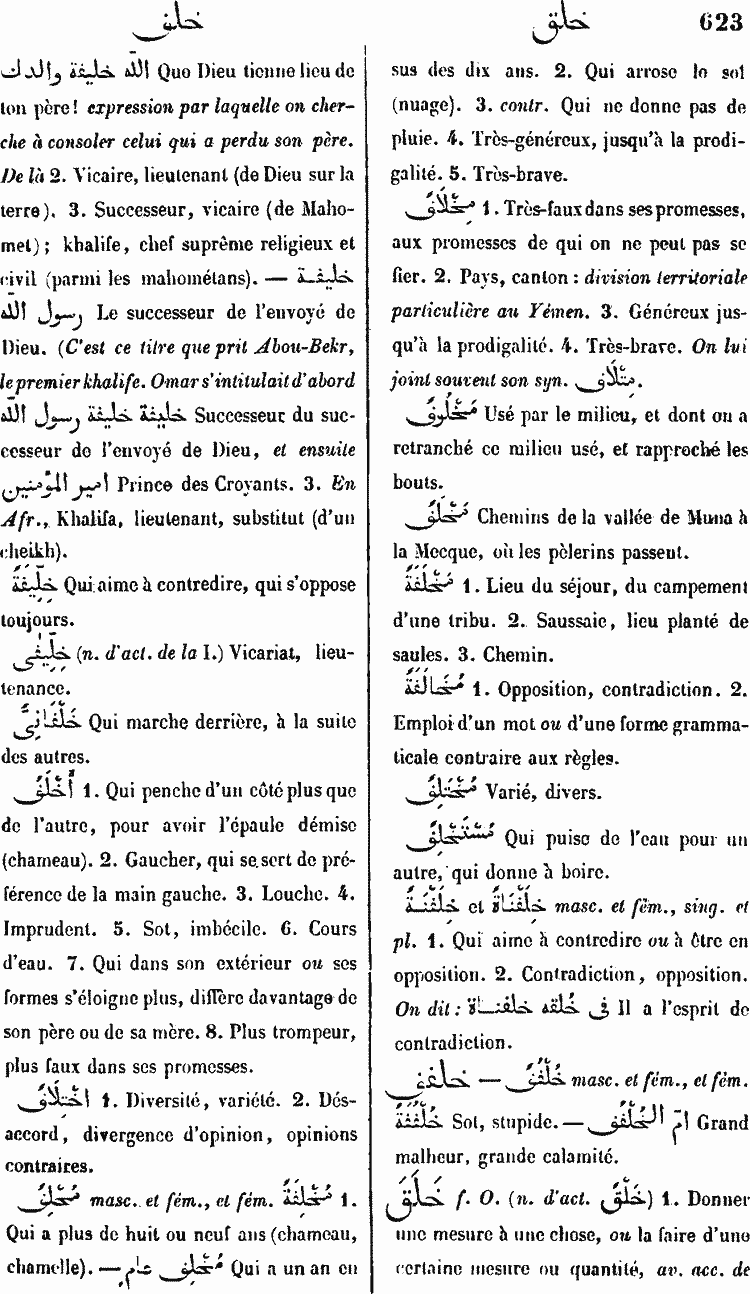 خلف
خلق 623
الله خليفة والدك Que Dieu tienne lieu de
ton père! expression par laquelle on cher-
che à consoler celui qui a perdu son père.
De là 2. Vicaire, lieutenant (de Dieu sur la
terre). 3. Successeur, vicaire (de Maho-
met); khalife, chef suprême religieux et
civil (parmi les mahométans). — خليفة
رسول الله Le successeur de l'envoyé de
Dieu. (C'est ce titre que prit Abou-Bekr,
le premier khalife. Omar s'intitulait d'abord
خليفة خليفة رسول الله Successeur du suc-
cesseur de l'envoyé de Dieu, et ensuite
امير المؤمنين Prince des Croyants. 3. En
Afr., Khalifa, lieutenant, substitut (d'un
cheikh).
خِلِّيفَةٌ Qui aime à contredire, qui s'oppose
toujours.
خِلِّيفَى (n. d'act. de la I.) Vicariat, lieu-
tenance.
خَلْفَانِيٌّ Qui marche derrière, à la suite
des autres.
أَخْلَفُ 1. Qui penche d'un côté plus que
de l'autre, pour avoir l'épaule démise
(chameau). 2. Gaucher, qui se sert de pré-
férence de la main gauche. 3. Louche. 4.
Imprudent. 5. Sot, imbécile. 6. Cours
d'eau. 7. Qui dans son extérieur ou ses
formes s'éloigne plus, diffère davantage de
son père ou de sa mère. 8. Plus trompeur,
plus faux dans ses promesses.
اخْتِلَافٌ 1. Diversité, variété. 2. Dés-
accord, divergence d'opinion, opinions
contraires.
مُخْلِفٌ masc. et fém., et fém. مُخْلِفَةٌ 1.
Qui a plus de huit ou neuf ans (chameau,
chamelle). — مُخْلِف عام Qui a un an en
sus des dix ans. 2. Qui arrose le sol
(nuage). 3. contr. Qui ne donne pas de
pluie. 4. Très-généreux, jusqu'à la prodi-
galité. 5. Très-brave.
مِخْلَافٌ 1. Très-faux dans ses promesses,
aux promesses de qui on ne peut pas se
fier. 2. Pays, canton : division territoriale
particulière au Yémen. 3. Généreux jus-
qu'à la prodigalité. 4. Très-brave. On lui
joint souvent son syn. مِتْلَاف.
مَخْلُوفٌ Usé par le milieu, et dont on a
retranché ce milieu usé, et rapproché les
bouts.
مَخْلَفٌ Chemins de la vallée de Muna à
la Mecque, où les pèlerins passent.
مَخْلَفَةٌ 1. Lieu du séjour, du campement
d'une tribu. 2. Saussaie, lieu planté de
saules. 3. Chemin.
مُخَالَفَةٌ 1. Opposition, contradiction. 2.
Emploi d'un mot ou d'une forme gramma-
ticale contraire aux règles.
مُخْتَلِفٌ Varié, divers.
مُسْتَخْلِفٌ Qui puise de l'eau pour un
autre, qui donne à boire.
خِلَفْنَةٌ et خِلَفْنَاةٌ masc. et fém., sing. et
pl. 1. Qui aime à contredire ou à être en
opposition. 2. Contradiction, opposition.
On dit : فى خُلقه خلفناة Il a l'esprit de
contradiction.
خُلْفُفٌ — خلفف masc. et fém., et fém.
خُلْفُفَةٌ Sot, stupide. — امّ الخُلْفُف Grand
malheur, grande calamité.
خَلَقَ f. O. (n. d'act. خَلْقٌ) 1. Donner
une mesure à une chose, ou la faire d'une
certaine mesure ou quantité, av. acc. de